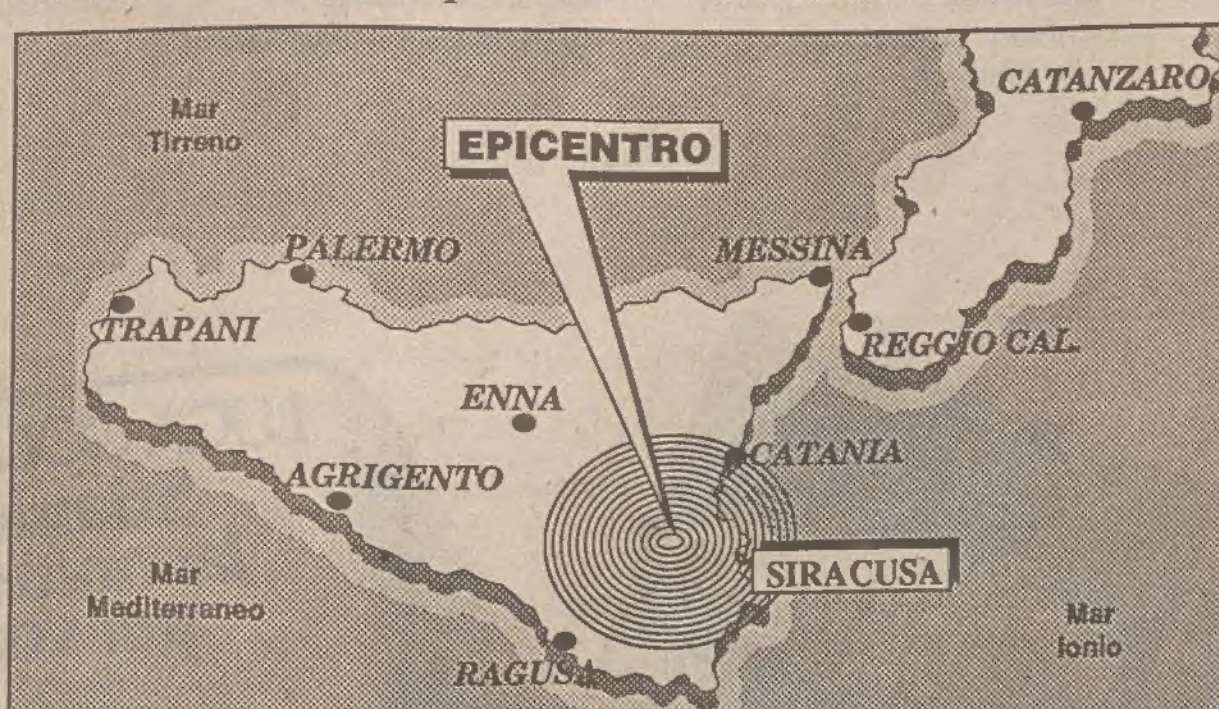 CATANZARO
Mar
Tirreno
EPICENTRO
PALERMO
MESSINA
TRAPANI
REGGIO CAL.
ENNA
CATANIA
AGRIGENTO
SIRACUSA
Mar
Mediterraneo
Mar
Ionio
RAGUSA